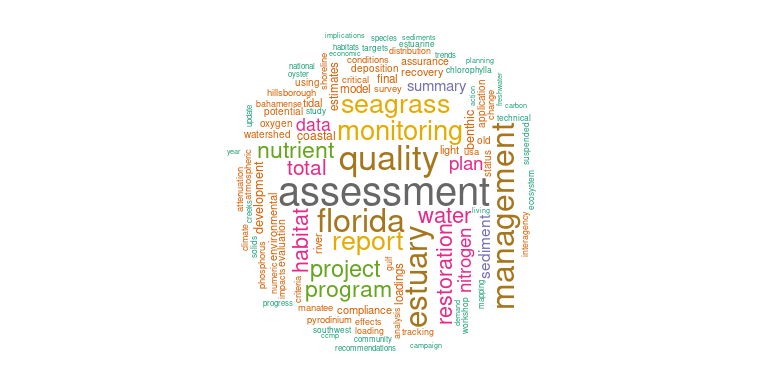 implications
species
sediments
habitats
targets
estuarine
economic
distribution
trends
national
conditions
assurance
planning
oyster
using
shoreline
deposition
recovery
chlorophylla
critical
final
hillsborough
estimates
model
survey
summary
action
freshwater
bahamense
tidal
seagrass
application
change
carbon
update
potential
study
data
monitoring
benthic
technical
oxygen
watershed
coastal
old
suspended
year
nutrient
quality
light
usa
status
total
plan
atmospheric
attenuation
assessment
management
ecosystem
development
creeks
florida
water
living
interagency
environmental
river
estuary
restoration
nitrogen
sediment
climate
solids
evaluation
habitat
report
phosphorus
numeric
impacts
criteria
project
gulf
loadings
mapping
program
progress
manatee
compliance
demand
workshop
pyrodinium
effects
analysis
southwest
loading
tracking
ccmp
community
recommendations
campaign